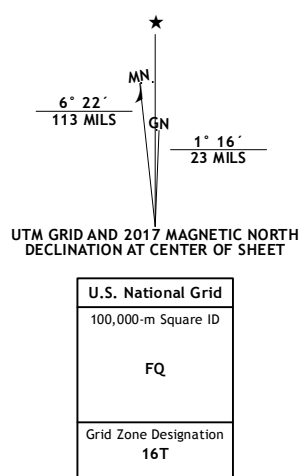 ★
MN
6° 22´
113 MILS
GN
1° 16´
23 MILS
UTM GRID AND 2017 MAGNETIC NORTH
DECLINATION AT CENTER OF SHEET
U.S. National Grid
100,000-m Square ID
FQ
Grid Zone Designation
16T